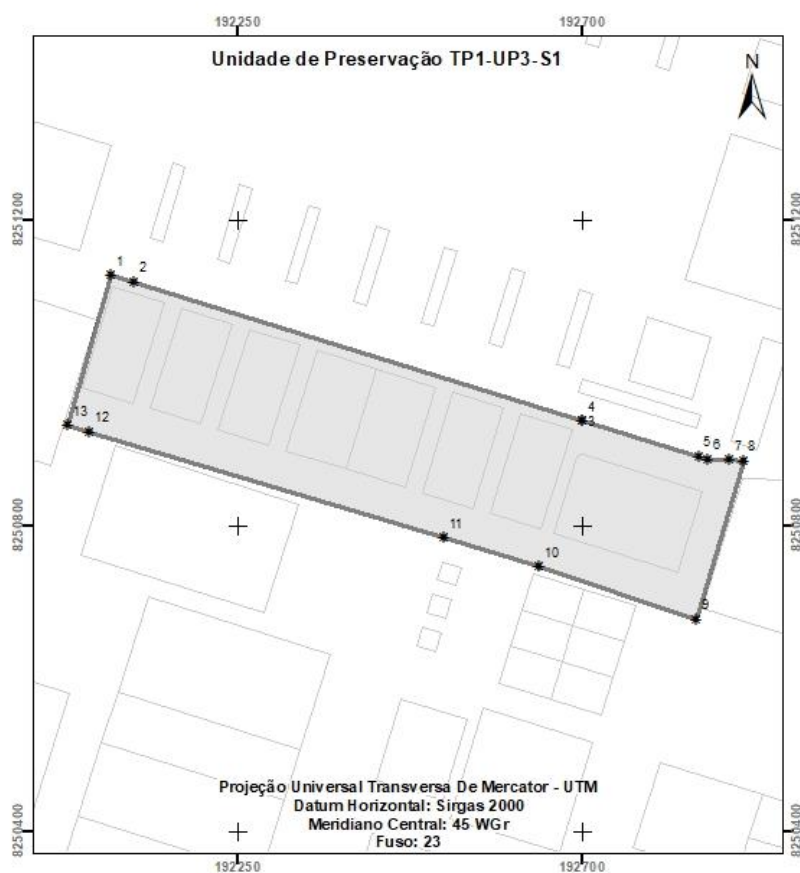 192250 192700
Unidade de Preservação TP1-UP3-S1
N
8251200 8251200
1 2
4
3
13 12
5 6 7 8
8250800 8250800
11
10
9
Projeção Universal Transversa De Mercator - UTM
Datum Horizontal: Sirgas 2000
Meridiano Central: 45 WGr
Fuso: 23
8250400 8250400
192250 192700